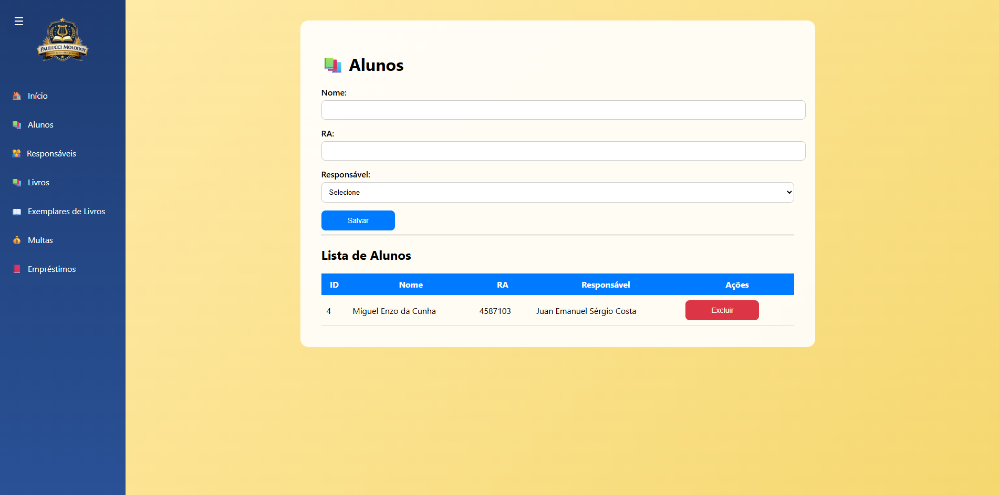 ☰
PAULUCCI MOLODOY
Início
Alunos
Responsáveis
Livros
Exemplares de Livros
Multas
Empréstimos
Alunos
Nome:
RA:
Responsável:
Selecione
Salvar
Lista de Alunos
ID Nome RA Responsável Ações
4 Miguel Enzo da Cunha 4587103 Juan Emanuel Sérgio Costa Excluir